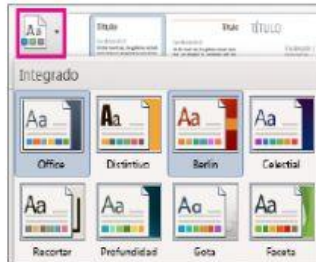 Aa Título Título TÍTULO
Integrado
Aa Aa Aa Aa
Office Distintivo Berlín Celestial
Aa Aa Aa Aa
Recortar Profundidad Gota Faceta